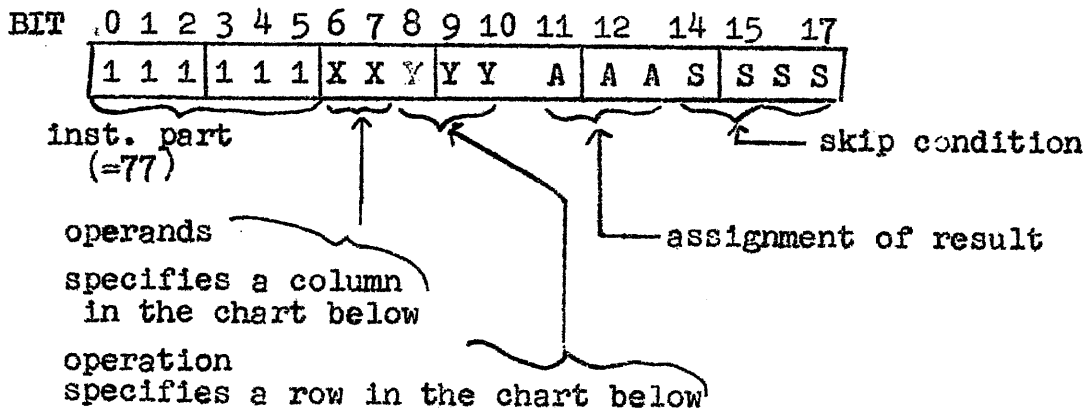 BIT 0 1 2 3 4 5 6 7 8 9 10 11 12 14 15 17
1 1 1 1 1 1 X X Y Y Y A A A S S S S
inst. part
(=77)
skip condition
operands
assignment of result
specifies a column
in the chart below
operation
specifies a row in the chart below